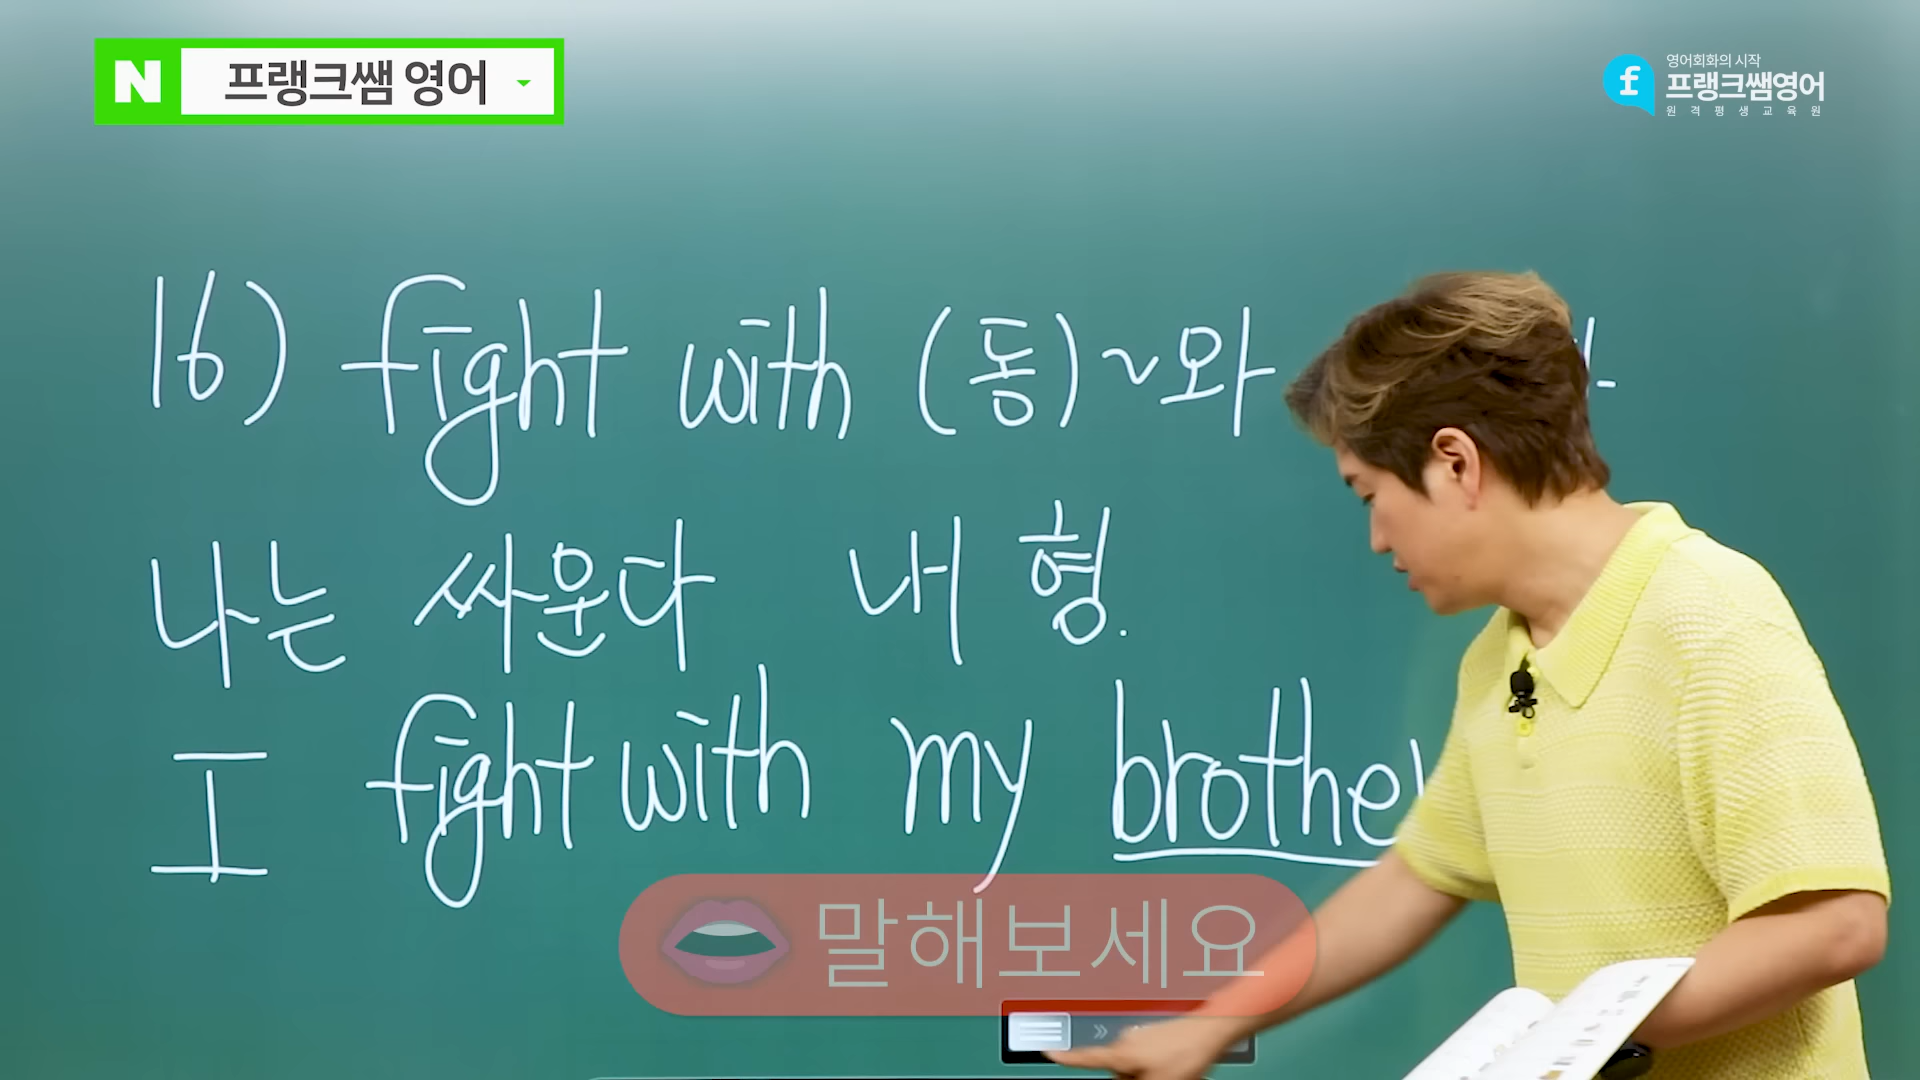 N 프랭크쌤 영어
영어회화의 시작
프랭크쌤영어
원격평생교육원
16) fight with (동) ~와
나는 싸운다 내 형.
I fight with my brother
말해보세요